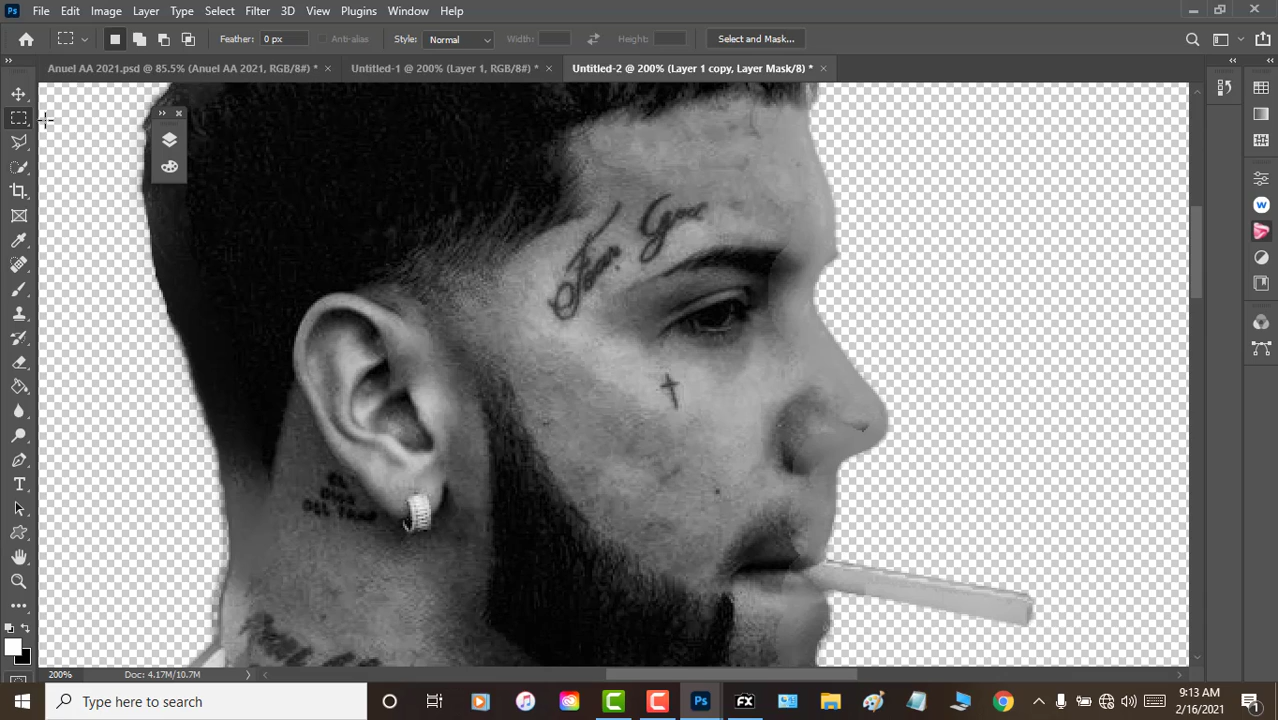 Ps File Edit Image Layer Type Select Filter 3D View Plugins Window Help
Feather: 0 px Anti-alias Style: Normal Width: Height: Select and Mask...
Anuel AA 2021.psd @ 85.5% (Anuel AA 2021, RGB/8#) * × Untitled-1 @ 200% (Layer 1, RGB/8#) * × Untitled-2 @ 200% (Layer 1 copy, Layer Mask/8) * ×
200% Doc: 4.17M/10.7M
Type here to search
Ps FX
9:13 AM
2/16/2021